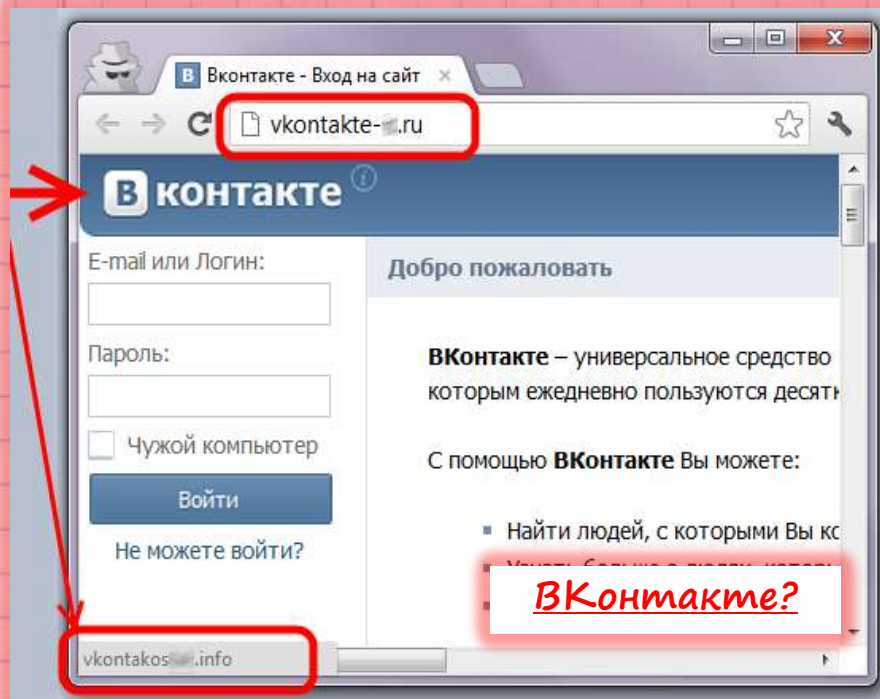 Вконтакте - Вход на сайт
vkontakte- .ru
В контакте
E-mail или Логин:
Пароль:
Чужой компьютер
Войти
Не можете войти?
Добро пожаловать
ВКонтакте – универсальное средство
которым ежедневно пользуются десятк
С помощью ВКонтакте Вы можете:
Найти людей, с которыми Вы ко
ВКонтакте?
vkontakos .info